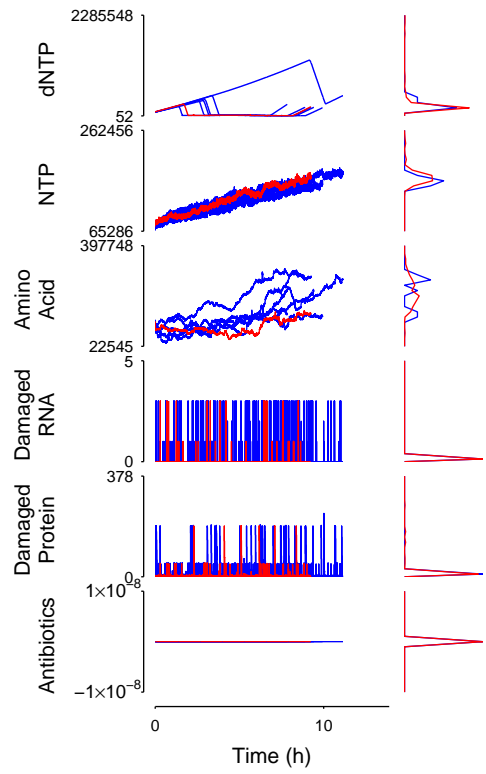 2285548
dNTP
52
262456
NTP
65286
397748
Amino
Acid
22545
5
Damaged
RNA
0
378
Damaged
Protein
0
1×10⁻⁸
Antibiotics
−1×10⁻⁸
0 10
Time (h)